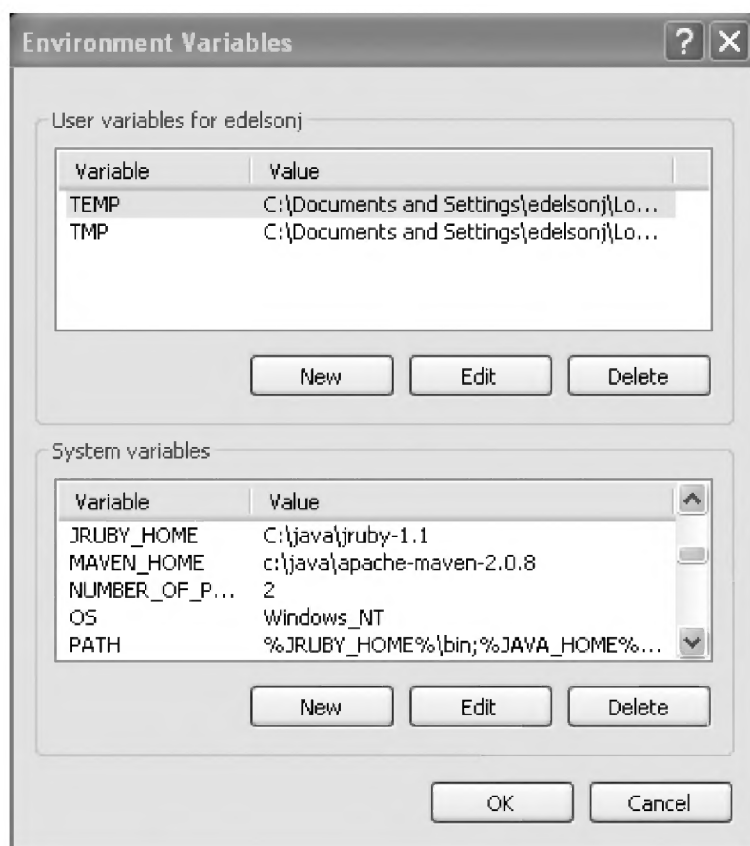 Environment Variables
User variables for edelsonj
Variable Value
TEMP C:\Documents and Settings\edelsonj\Lo...
TMP C:\Documents and Settings\edelsonj\Lo...
New Edit Delete
System variables
Variable Value
JRUBY_HOME C:\java\jruby-1.1
MAVEN_HOME c:\java\apache-maven-2.0.8
NUMBER_OF_P... 2
OS Windows_NT
PATH %JRUBY_HOME%\bin;%JAVA_HOME%...
New Edit Delete
OK Cancel